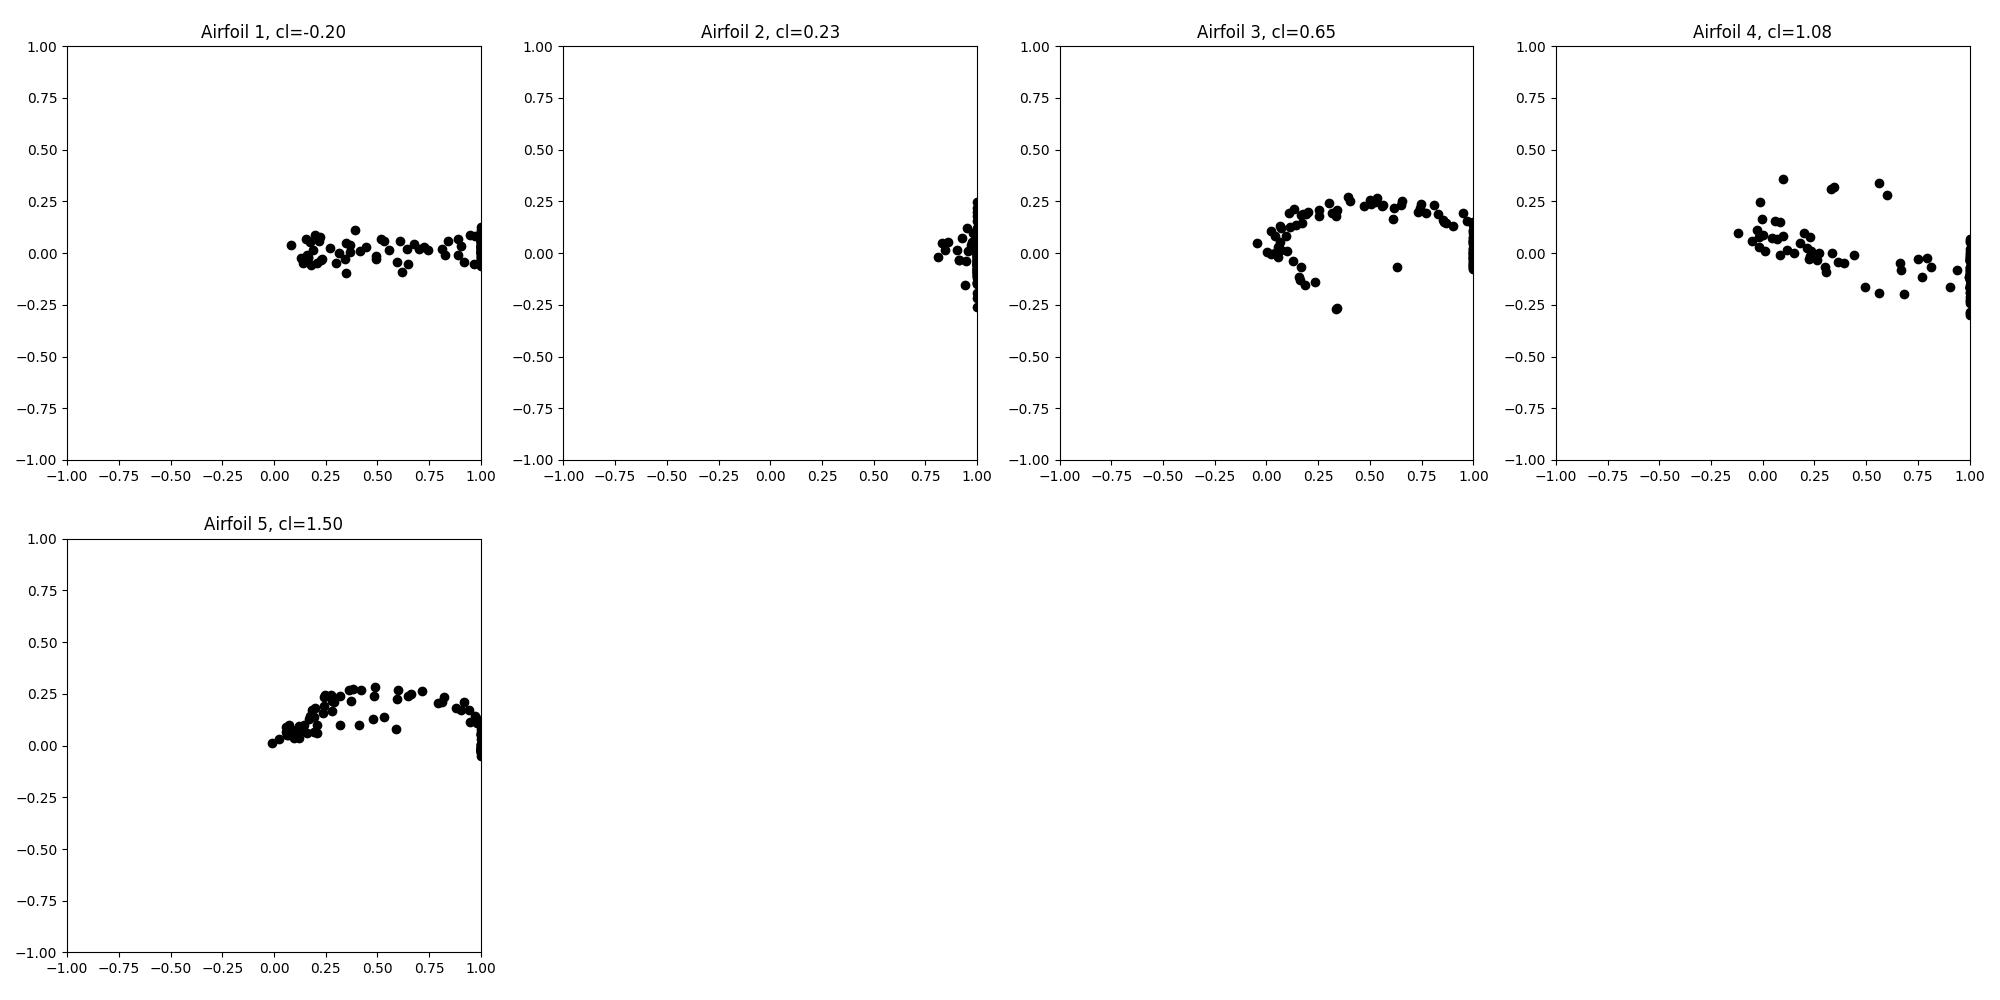 Airfoil 1, cl=-0.20
Airfoil 2, cl=0.23
Airfoil 3, cl=0.65
Airfoil 4, cl=1.08
1.00 1.00 1.00 1.00
0.75 0.75 0.75 0.75
0.50 0.50 0.50 0.50
0.25 0.25 0.25 0.25
0.00 0.00 0.00 0.00
−0.25 −0.25 −0.25 −0.25
−0.50 −0.50 −0.50 −0.50
−0.75 −0.75 −0.75 −0.75
−1.00 −1.00 −1.00 −1.00
−1.00 −0.75 −0.50 −0.25 0.00 0.25 0.50 0.75 1.00
−1.00 −0.75 −0.50 −0.25 0.00 0.25 0.50 0.75 1.00
−1.00 −0.75 −0.50 −0.25 0.00 0.25 0.50 0.75 1.00
−1.00 −0.75 −0.50 −0.25 0.00 0.25 0.50 0.75 1.00
Airfoil 5, cl=1.50
1.00
0.75
0.50
0.25
0.00
−0.25
−0.50
−0.75
−1.00
−1.00 −0.75 −0.50 −0.25 0.00 0.25 0.50 0.75 1.00